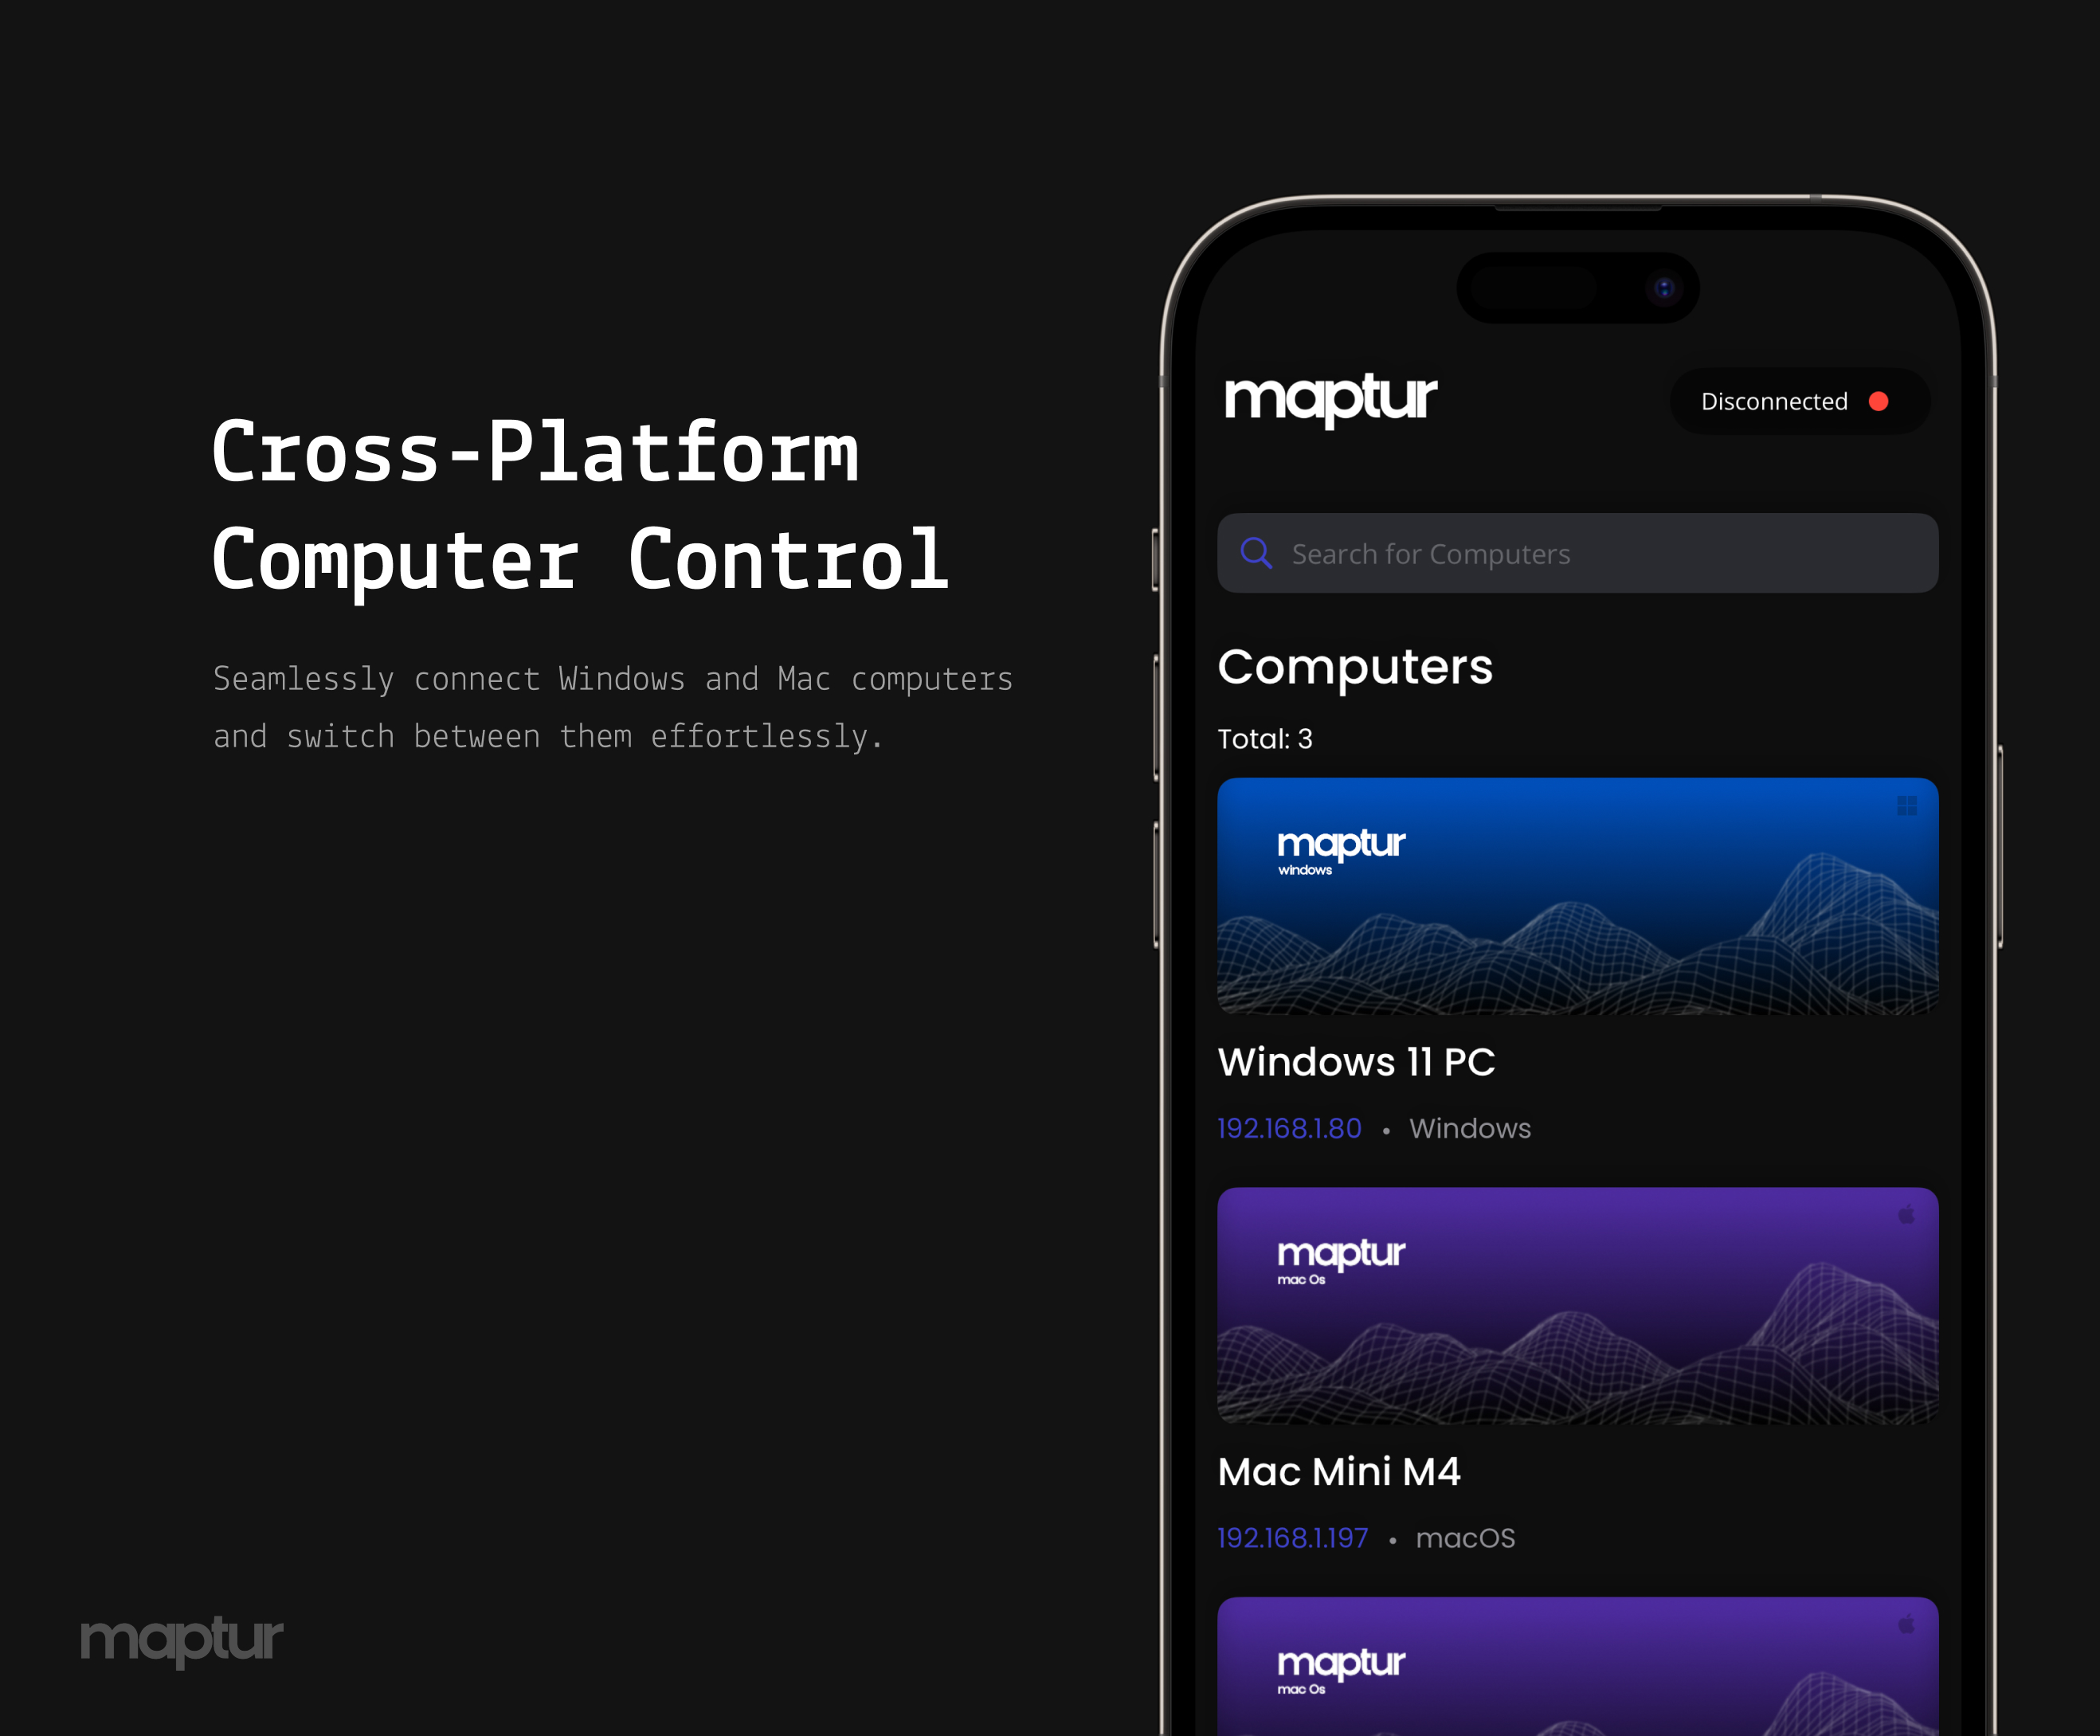 Cross-Platform
Computer Control
Seamlessly connect Windows and Mac computers
and switch between them effortlessly.
maptur
maptur
Disconnected
Search for Computers
Computers
Total: 3
maptur
windows
Windows 11 PC
192.168.1.80 • Windows
maptur
mac Os
Mac Mini M4
192.168.1.197 • macOS
maptur
mac Os